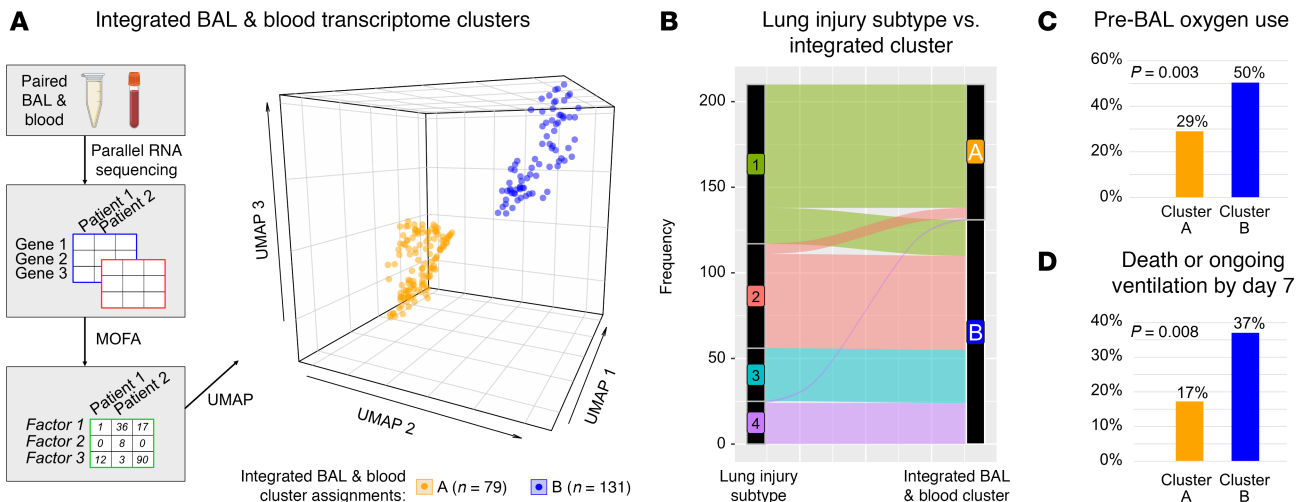 A
Integrated BAL & blood transcriptome clusters
Paired
BAL &
blood
Parallel RNA
sequencing
Patient 1
Patient 2
Gene 1
Gene 2
Gene 3
MOFA
Patient 1
Patient 2
Factor 1 1 36 17
Factor 2 0 8 0
Factor 3 12 3 90
UMAP
UMAP 3
UMAP 2
UMAP 1
Integrated BAL & blood
cluster assignments:
A (n = 79)
B (n = 131)
B
Lung injury subtype vs.
integrated cluster
Frequency
200
150
100
50
0
1
2
3
4
A
B
Lung injury
subtype
Integrated BAL
& blood cluster
C
Pre-BAL oxygen use
60%
40%
20%
0%
P = 0.003
29%
50%
Cluster
A
Cluster
B
D
Death or ongoing
ventilation by day 7
40%
30%
20%
10%
0%
P = 0.008
17%
37%
Cluster
A
Cluster
B